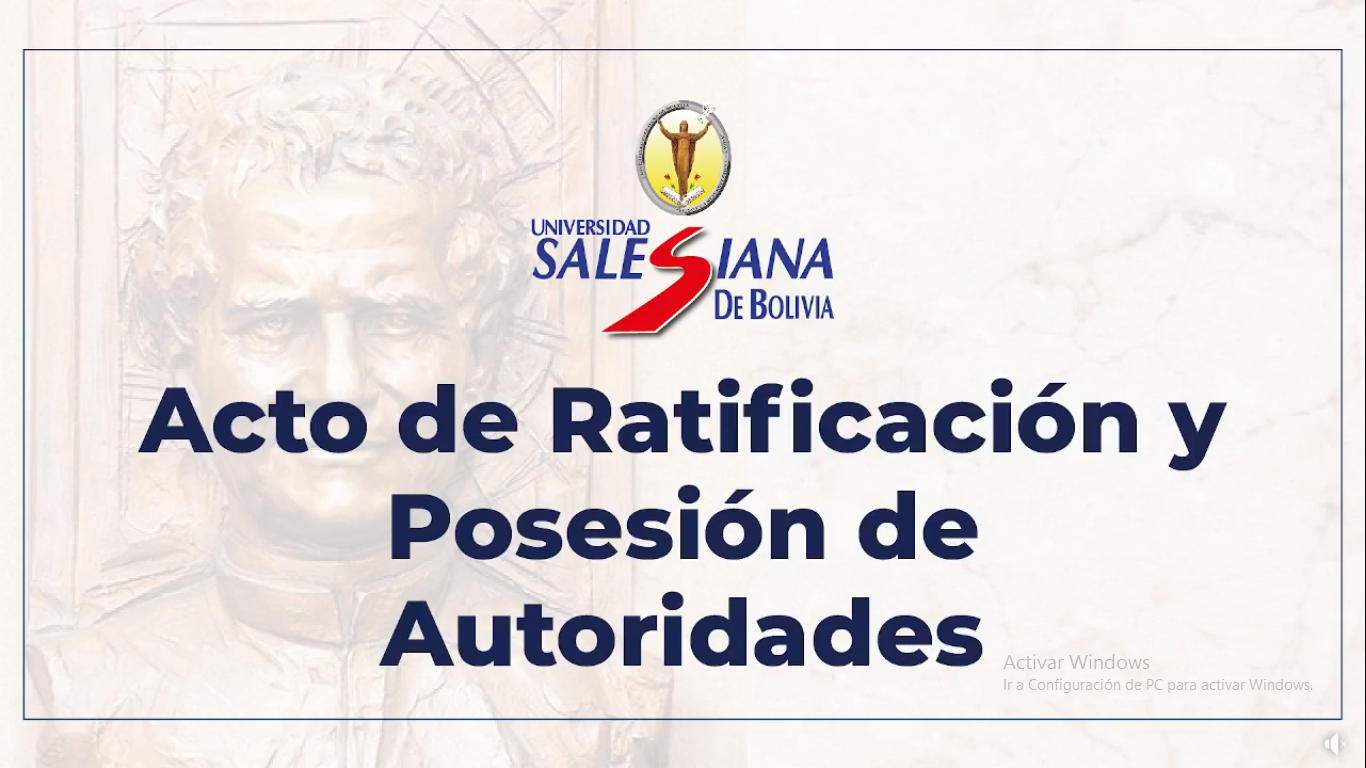 UNIVERSIDAD
SALESIANA
DE BOLIVIA
Acto de Ratificación y
Posesión de
Autoridades
Activar Windows
Ir a Configuración de PC para activar Windows.